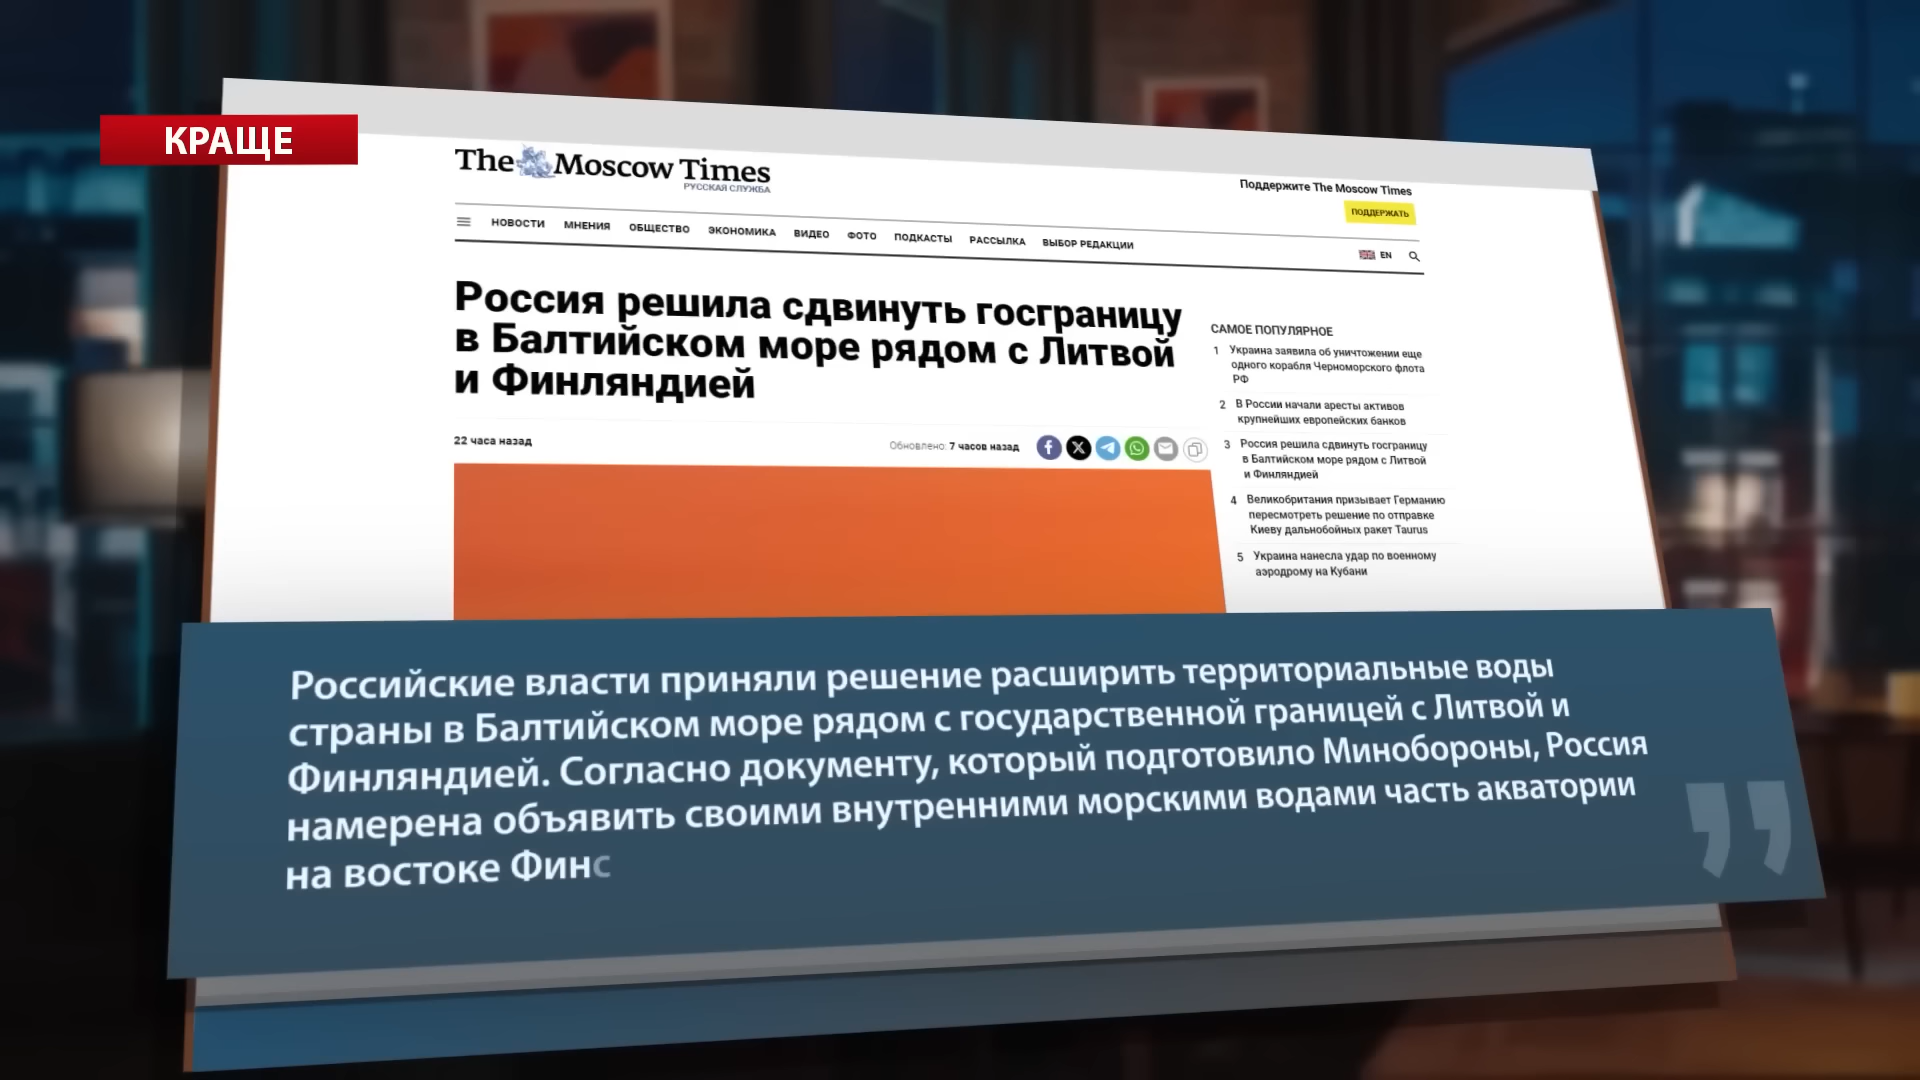 КРАЩЕ
The Moscow Times
РУССКАЯ СЛУЖБА
Поддержите The Moscow Times
ПОДДЕРЖАТЬ
НОВОСТИ МНЕНИЯ ОБЩЕСТВО ЭКОНОМИКА ВИДЕО ФОТО ПОДКАСТЫ РАССЫЛКА ВЫБОР РЕДАКЦИИ
EN
Россия решила сдвинуть госграницу
в Балтийском море рядом с Литвой
и Финляндией
22 часа назад
Обновлено: 7 часов назад
САМОЕ ПОПУЛЯРНОЕ
1 Украина заявила об уничтожении еще
одного корабля Черноморского флота
РФ
2 В России начали аресты активов
крупнейших европейских банков
3 Россия решила сдвинуть госграницу
в Балтийском море рядом с Литвой
и Финляндией
4 Великобритания призывает Германию
пересмотреть решение по отправке
Киеву дальнобойных ракет Taurus
5 Украина нанесла удар по военному
аэродрому на Кубани
Российские власти приняли решение расширить территориальные воды
страны в Балтийском море рядом с государственной границей с Литвой и
Финляндией. Согласно документу, который подготовило Минобороны, Россия
намерена объявить своими внутренними морскими водами часть акватории
на востоке Финс